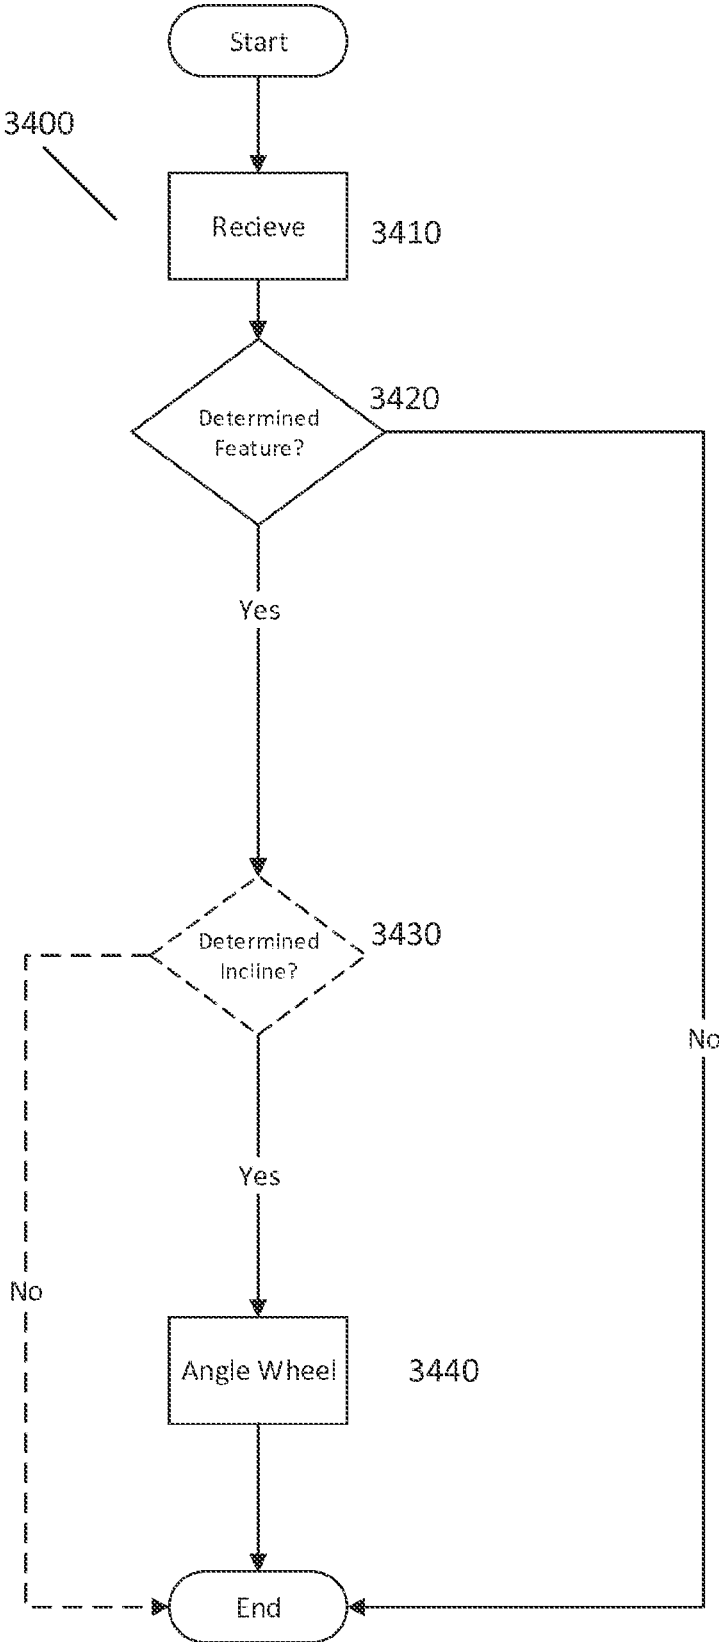 Start
3400
Recieve
3410
3420
Determined
Feature?
Yes
3430
Determined
Incline?
No
Yes
No
Angle Wheel
3440
End